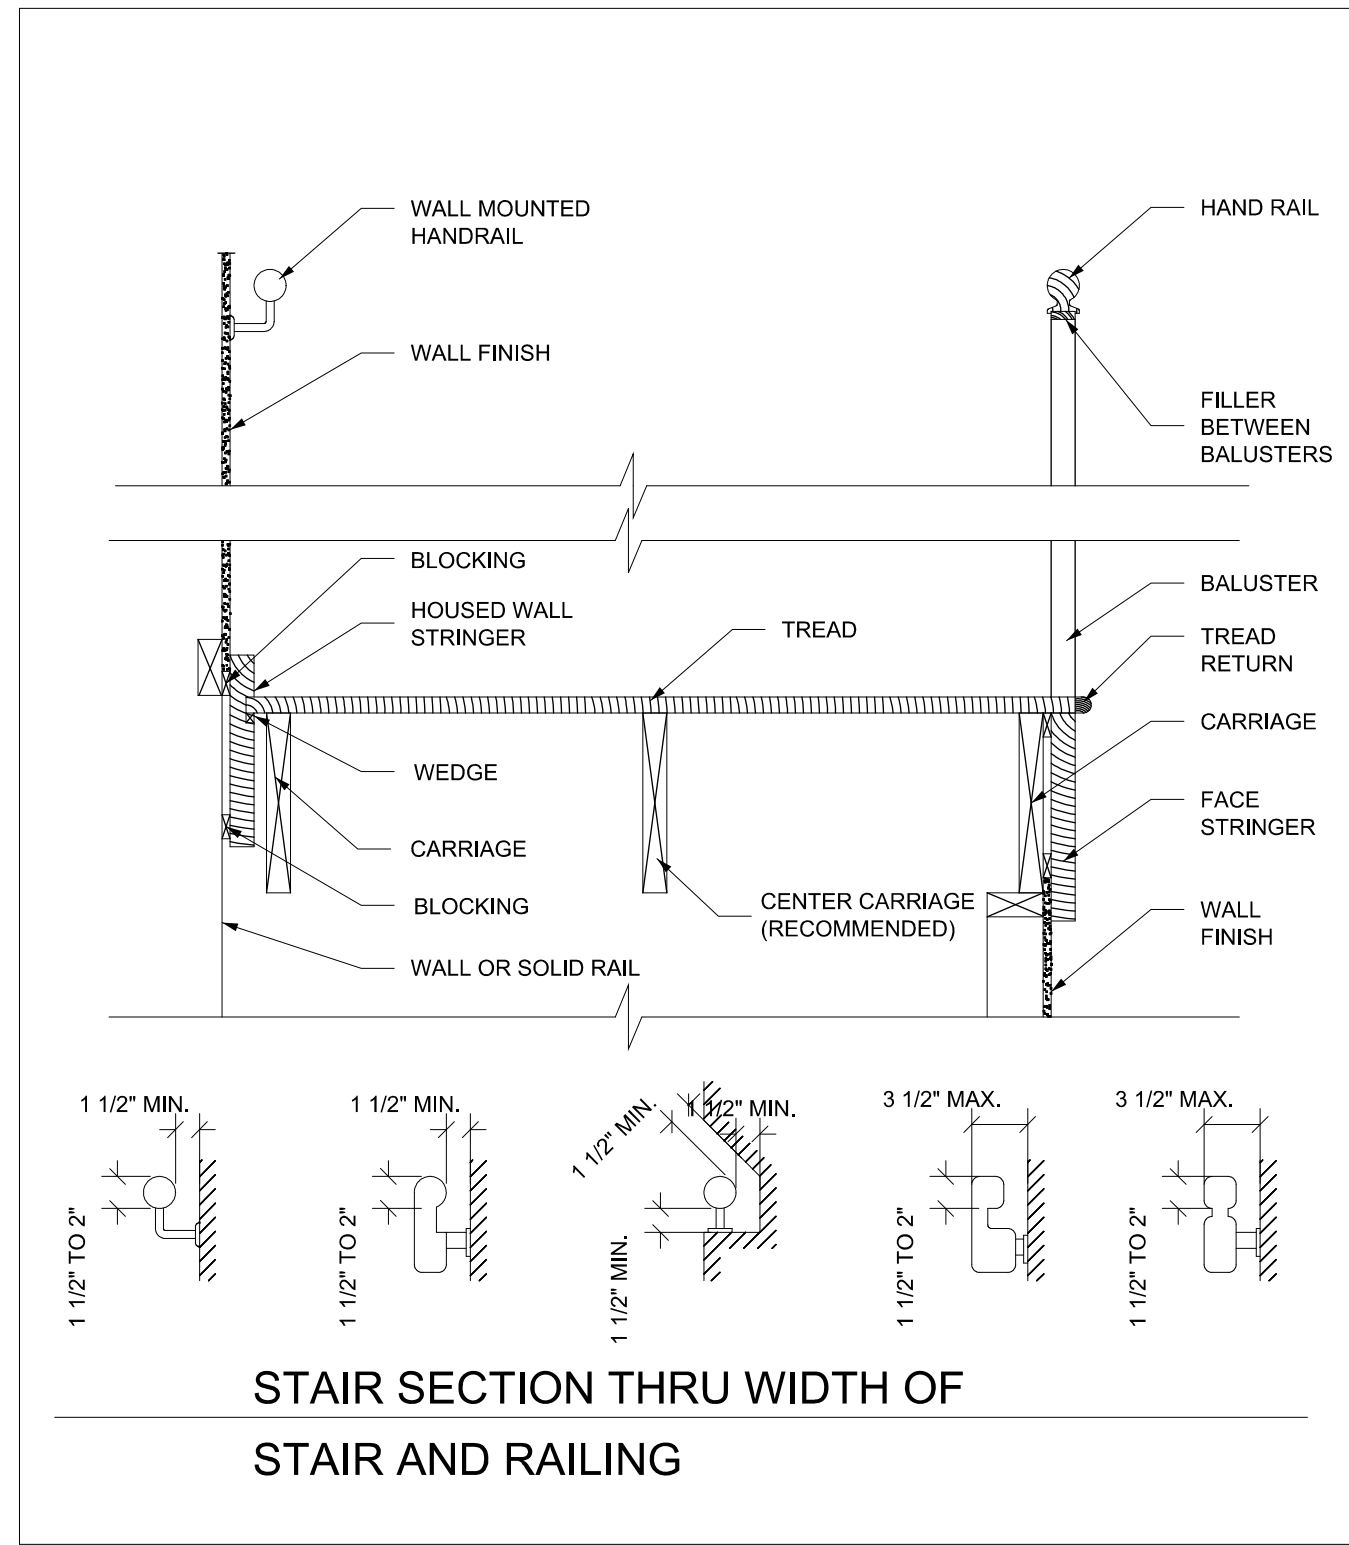 WALL MOUNTED
HANDRAIL
HAND RAIL
WALL FINISH
FILLER
BETWEEN
BALUSTERS
BLOCKING
HOUSED WALL
STRINGER
TREAD
BALUSTER
TREAD
RETURN
CARRIAGE
WEDGE
FACE
STRINGER
CARRIAGE
CENTER CARRIAGE
(RECOMMENDED)
BLOCKING
WALL
FINISH
WALL OR SOLID RAIL
1 1/2" MIN.
1 1/2" TO 2"
1 1/2" MIN.
1 1/2" TO 2"
1 1/2" MIN.
1 1/2" MIN.
1 1/2" MIN.
3 1/2" MAX.
1 1/2" TO 2"
3 1/2" MAX.
1 1/2" TO 2"
STAIR SECTION THRU WIDTH OF
STAIR AND RAILING